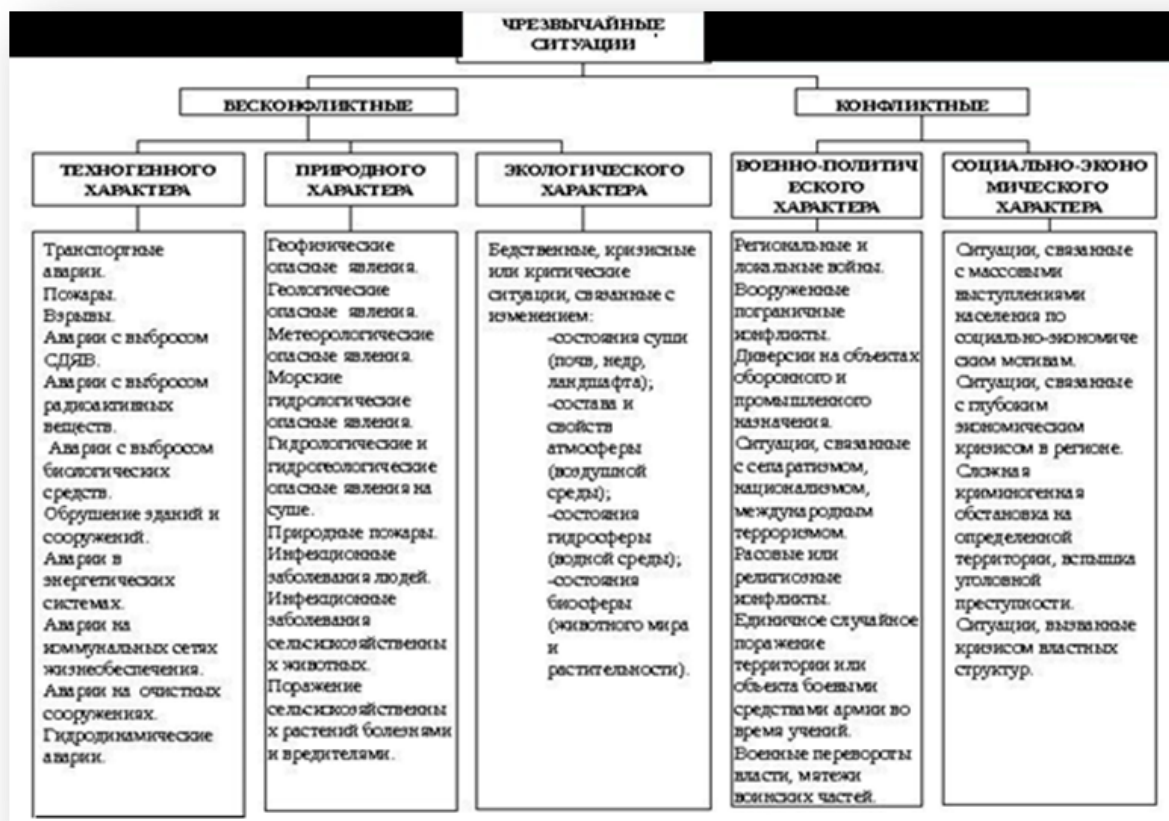 ЧРЕЗВЫЧАЙНЫЕ
СИТУАЦИИ
БЕСКОНФЛИКТНЫЕ
КОНФЛИКТНЫЕ
ТЕХНОГЕННОГО
ХАРАКТЕРА
ПРИРОДНОГО
ХАРАКТЕРА
ЭКОЛОГИЧЕСКОГО
ХАРАКТЕРА
ВОЕННО-ПОЛИТИЧ
ЕСКОГО
ХАРАКТЕРА
СОЦИАЛЬНО-ЭКОНО
МИЧЕСКОГО
ХАРАКТЕРА
Транспортные
аварии.
Пожары.
Взрывы.
Аварии с выбросом
СДЯВ.
Аварии с выбросом
радиоактивных
веществ.
Аварии с выбросом
биологических
средств.
Обрушение зданий и
сооружений.
Аварии в
энергетических
системах.
Аварии на
коммунальных сетях
жизнеобеспечения.
Аварии на очистных
сооружениях.
Гидродинамические
аварии.
Геофизические
опасные явления.
Геологические
опасные явления.
Метеорологические
опасные явления.
Морские
гидрологические
опасные явления.
Гидрологические и
гидрогеологические
опасные явления на
суше.
Природные пожары.
Инфекционные
заболевания людей.
Инфекционные
заболевания
сельскохозяйственны
х животных.
Поражение
сельскохозяйственны
х растений болезнями
и вредителями.
Бедственные, кризисные
или критические
ситуации, связанные с
изменением:
-состояния суши
(почв, недр,
ландшафта);
-состава и
свойств
атмосферы
(воздушной
среды);
-состояния
гидросферы
(водной среды);
-состояния
биосферы
(животного мира
и
растительности).
Региональные и
локальные войны.
Вооруженные
пограничные
конфликты.
Диверсии на объектах
оборонного и
промышленного
назначения.
Ситуации, связанные
с сепаратизмом,
национализмом,
международным
терроризмом.
Расовые или
религиозные
конфликты.
Единичное случайное
поражение
территории или
объекта боевыми
средствами армии во
время учений.
Военные перевороты
власти, мятежи
воинских частей.
Ситуации, связанные
с массовыми
выступлениями
населения по
социально-экономиче
ским мотивам.
Ситуации, связанные
с глубоким
экономическим
кризисом в регионе.
Сложная
криминогенная
обстановка на
определенной
территории, вспышка
уголовной
преступности.
Ситуации, вызванные
кризисом властных
структур.